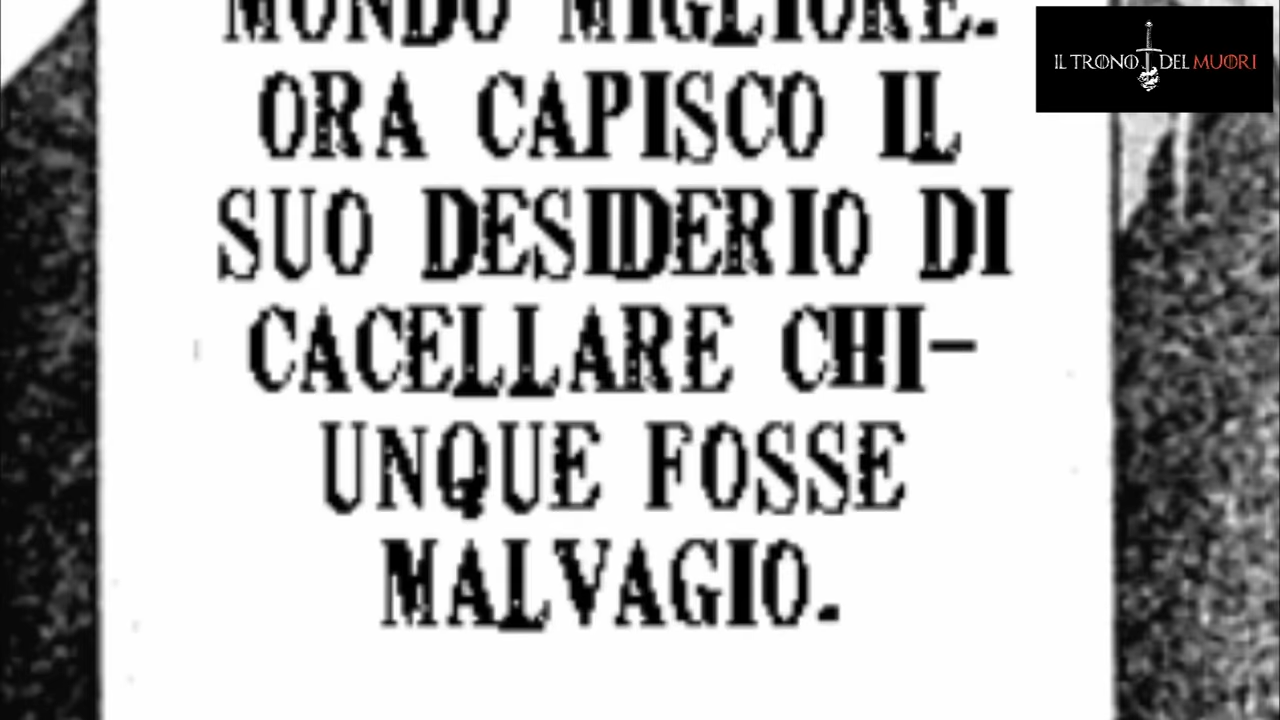 MONDO MIGLIORE.
ORA CAPISCO IL
SUO DESIDERIO DI
CACELLARE CHI-
UNQUE FOSSE
MALVAGIO.
IL TRONO DEL MUORI